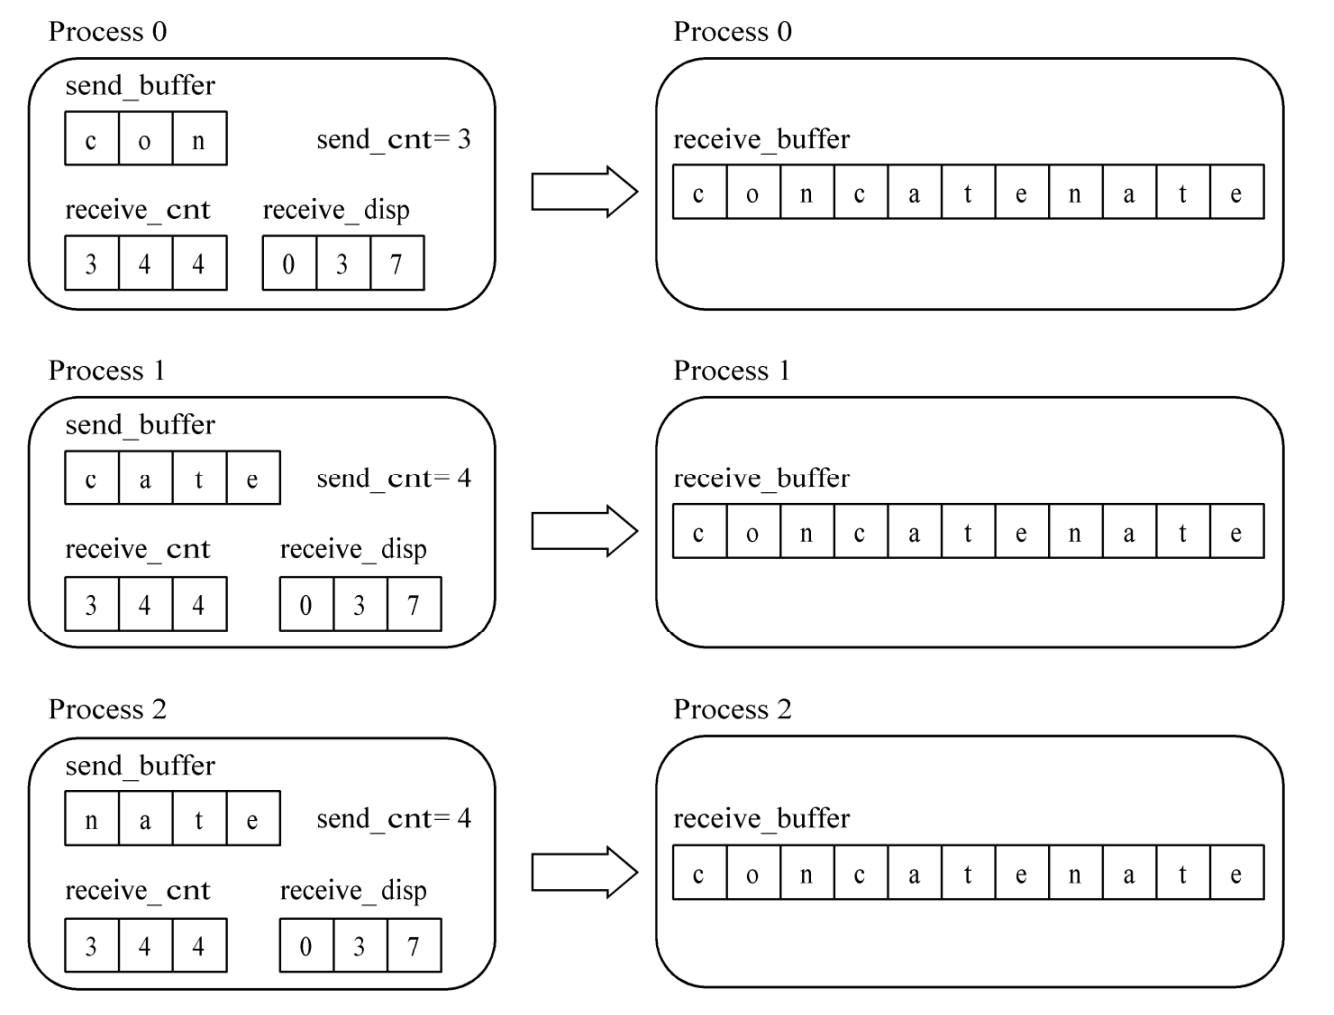 Process 0
send_buffer
c o n
send_cnt= 3
receive_cnt
receive_disp
3 4 4
0 3 7
Process 0
receive_buffer
c o n c a t e n a t e
Process 1
send_buffer
c a t e
send_cnt= 4
receive_cnt
receive_disp
3 4 4
0 3 7
Process 1
receive_buffer
c o n c a t e n a t e
Process 2
send_buffer
n a t e
send_cnt= 4
receive_cnt
receive_disp
3 4 4
0 3 7
Process 2
receive_buffer
c o n c a t e n a t e